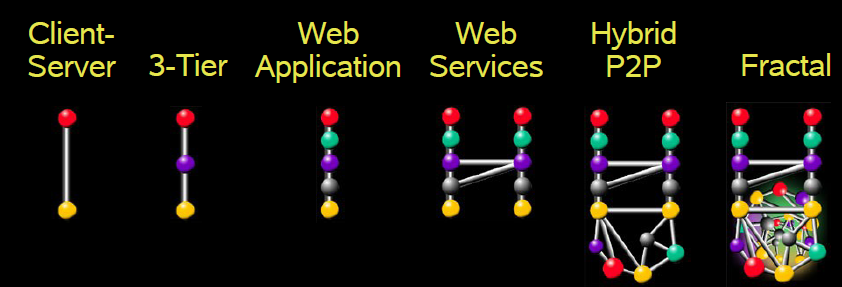 Client-
Server
3-Tier
Web
Application
Web
Services
Hybrid
P2P
Fractal